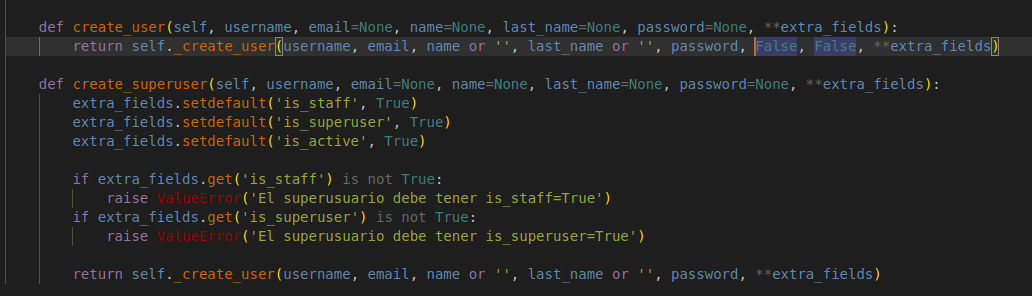 def create_user(self, username, email=None, name=None, last_name=None, password=None, **extra_fields):
    return self._create_user(username, email, name or '', last_name or '', password, False, False, **extra_fields)

def create_superuser(self, username, email=None, name=None, last_name=None, password=None, **extra_fields):
    extra_fields.setdefault('is_staff', True)
    extra_fields.setdefault('is_superuser', True)
    extra_fields.setdefault('is_active', True)

    if extra_fields.get('is_staff') is not True:
        raise ValueError('El superusuario debe tener is_staff=True')
    if extra_fields.get('is_superuser') is not True:
        raise ValueError('El superusuario debe tener is_superuser=True')

    return self._create_user(username, email, name or '', last_name or '', password, **extra_fields)